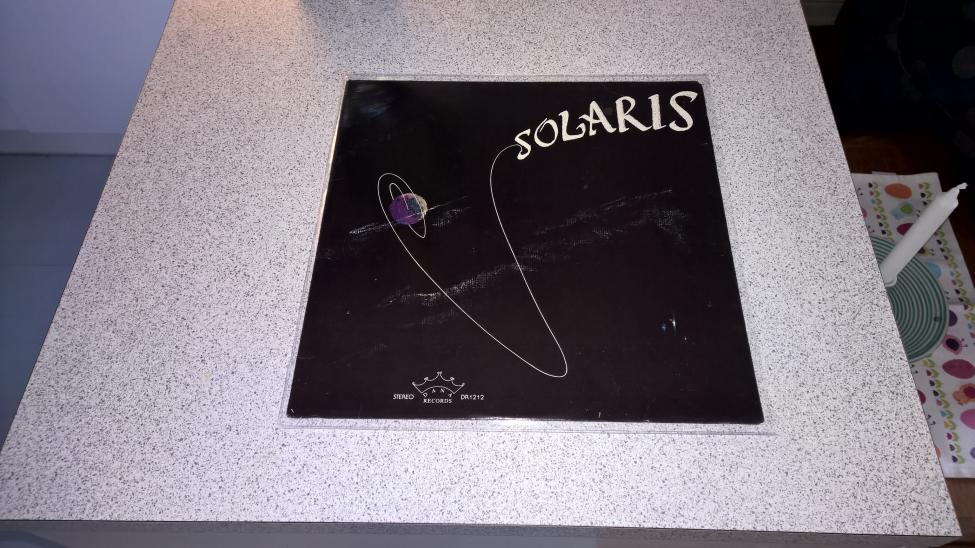 SOLARIS
STEREO DANA RECORDS DR1212